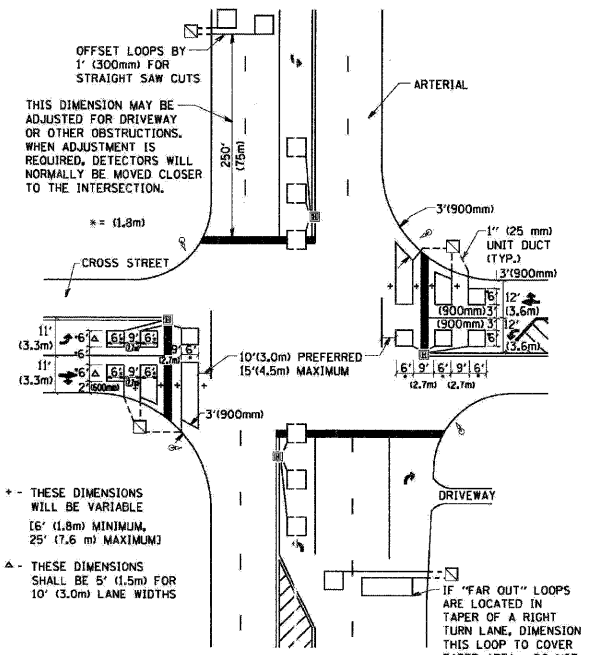 OFFSET LOOPS BY
1' (300mm) FOR
STRAIGHT SAW CUTS
ARTERIAL
THIS DIMENSION MAY BE
ADJUSTED FOR DRIVEWAY
OR OTHER OBSTRUCTIONS.
WHEN ADJUSTMENT IS
REQUIRED, DETECTORS WILL
NORMALLY BE MOVED CLOSER
TO THE INTERSECTION.
250'
(75m)
* = (1.8m)
3'(900mm)
1" (25 mm)
UNIT DUCT
(TYP.)
CROSS STREET
3'(900mm)
6'
12'
(3.6m)
(900mm) 3'
(900mm) 3'
12'
(3.6m)
11'
(3.3m)
*6'
Δ
6' 9' 6'
9' 6'
(2.7m)
10'(3.0m) PREFERRED
15'(4.5m) MAXIMUM
6' 9' 6' 9' 6'
* (2.7m) * (2.7m) *
11'
(3.3m)
*6'
Δ
6' 9' 6'
2' (600mm)
3'(900mm)
+ - THESE DIMENSIONS
WILL BE VARIABLE
[6' (1.8m) MINIMUM,
25' (7.6 m) MAXIMUM]
DRIVEWAY
Δ - THESE DIMENSIONS
SHALL BE 5' (1.5m) FOR
10' (3.0m) LANE WIDTHS
IF "FAR OUT" LOOPS
ARE LOCATED IN
TAPER OF A RIGHT
TURN LANE, DIMENSION
THIS LOOP TO COVER